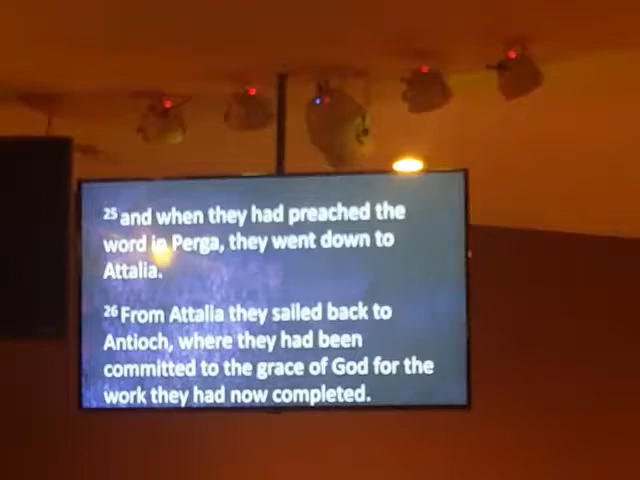 25 and when they had preached the
word in Perga, they went down to
Attalia.
26 From Attalia they sailed back to
Antioch, where they had been
committed to the grace of God for the
work they had now completed.